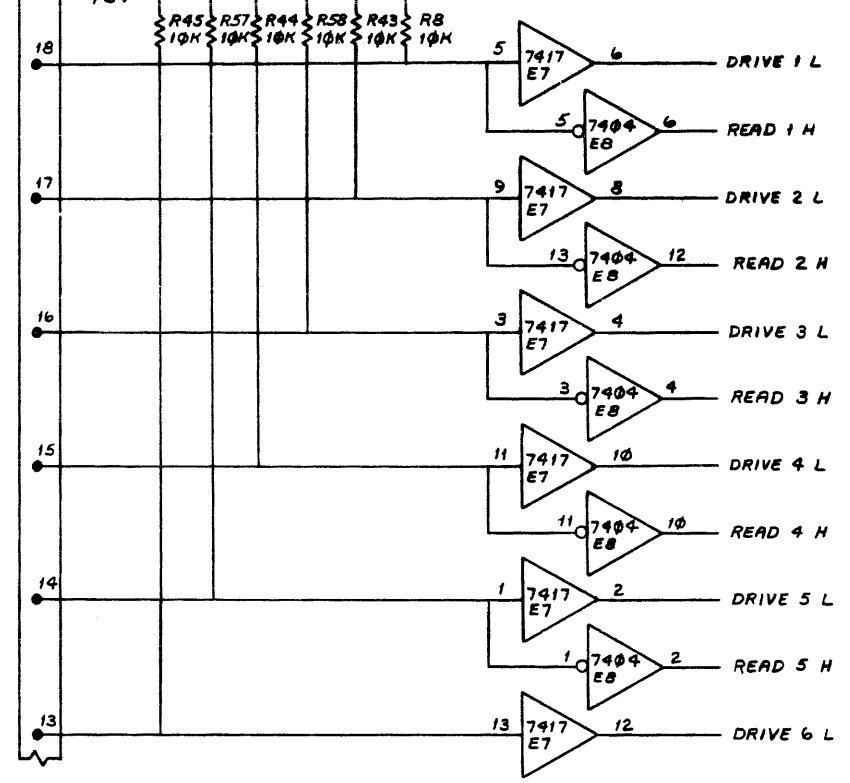 R45 R57 R44 R58 R43 R8
10K 10K 10K 10K 10K 10K
18 5 7417 6 DRIVE 1 L
E7
5 7404 6 READ 1 H
E8
17 9 7417 8 DRIVE 2 L
E7
13 7404 12 READ 2 H
E8
16 3 7417 4 DRIVE 3 L
E7
3 7404 4 READ 3 H
E8
15 11 7417 10 DRIVE 4 L
E7
11 7404 10 READ 4 H
E8
14 1 7417 2 DRIVE 5 L
E7
1 7404 2 READ 5 H
E8
13 13 7417 12 DRIVE 6 L
E7